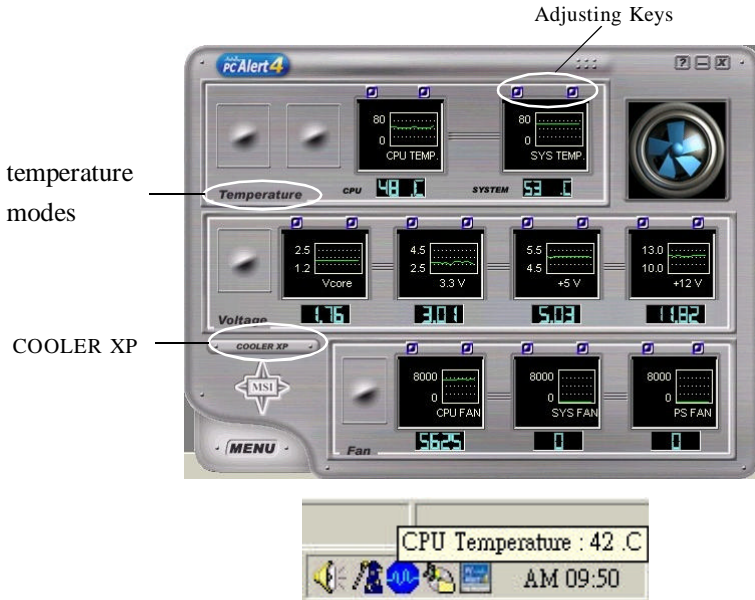 Adjusting Keys
PC Alert 4
? — X
80
0
CPU TEMP.
80
0
SYS TEMP.
temperature
modes
Temperature
CPU 48 .C
SYSTEM 53 .C
2.5
1.2
Vcore
4.5
2.5
3.3 V
5.5
4.5
+5 V
13.0
10.0
+12 V
Voltage
1.76
3.01
5.03
11.82
COOLER XP
COOLER XP
MSI
8000
0
CPU FAN
8000
0
SYS FAN
8000
0
PS FAN
MENU
Fan
5625
0
0
CPU Temperature : 42 .C
AM 09:50